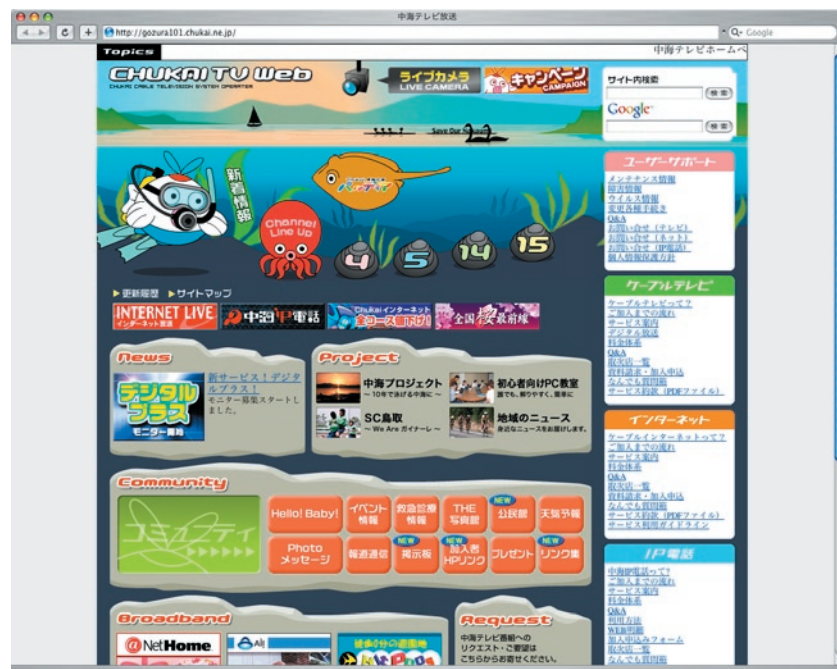 中海テレビ放送
http://gozura101.chukai.ne.jp/
Google
Topics
中海テレビホームペ
CHUKAI TV Web
CHUKAI CABLE TELEVISION SYSTEM OPERATOR
ライブカメラ
LIVE CAMERA
キャンペーン
CAMPAIGN
サイト内検索
検索
Google
検索
Save Our
新着情報
Channel
Line Up
4
5
14
15
▶更新履歴 ▶サイトマップ
INTERNET LIVE
インターネット放送
中海IP電話
Chukai インターネット
全コース値下げ!
全国桜最前線
News
デジタル
プラス
モニター開始
新サービス！デジタ
ルプラス！
モニター募集スタートし
ました。
Project
中海プロジェクト
～10年で泳げる中海に～
初心者向けPC教室
誰でも、解りやすく、簡単に
SC鳥取
～We Are ガイナーレ～
地域のニュース
身近なニュースをお届けします。
Community
コミュニティ
Hello! Baby!
イベント
情報
救急診療
情報
THE
写真館
NEW
公民館
天気予報
Photo
メッセージ
報道通信
NEW
掲示板
NEW
加入者
HPリンク
プレゼント
NEW
リンク集
Broadband
@NetHome
徒歩0分の遊園地
Request
中海テレビ番組への
リクエスト・ご要望は
こちらからお寄せください。
ユーザーサポート
メンテナンス情報
障害情報
ウイルス情報
変更各種手続き
Q&A
お問い合せ（テレビ）
お問い合せ（ネット）
お問い合せ（IP電話）
個人情報保護方針
ケーブルテレビ
ケーブルテレビって？
ご加入までの流れ
サービス案内
デジタル放送
料金体系
Q&A
取次店一覧
資料請求・加入申込
なんでも質問箱
サービス約款（PDFファイル）
インターネット
ケーブルインターネットって？
ご加入までの流れ
サービス案内
料金体系
Q&A
取次店一覧
資料請求・加入申込
サービス約款（PDFファイル）
サービス利用ガイドライン
IP電話
中海IP電話って？
ご加入までの流れ
サービス案内
料金体系
Q&A
利用方法
WEB明細
加入申込みフォーム
取次店一覧
なんでも質問箱